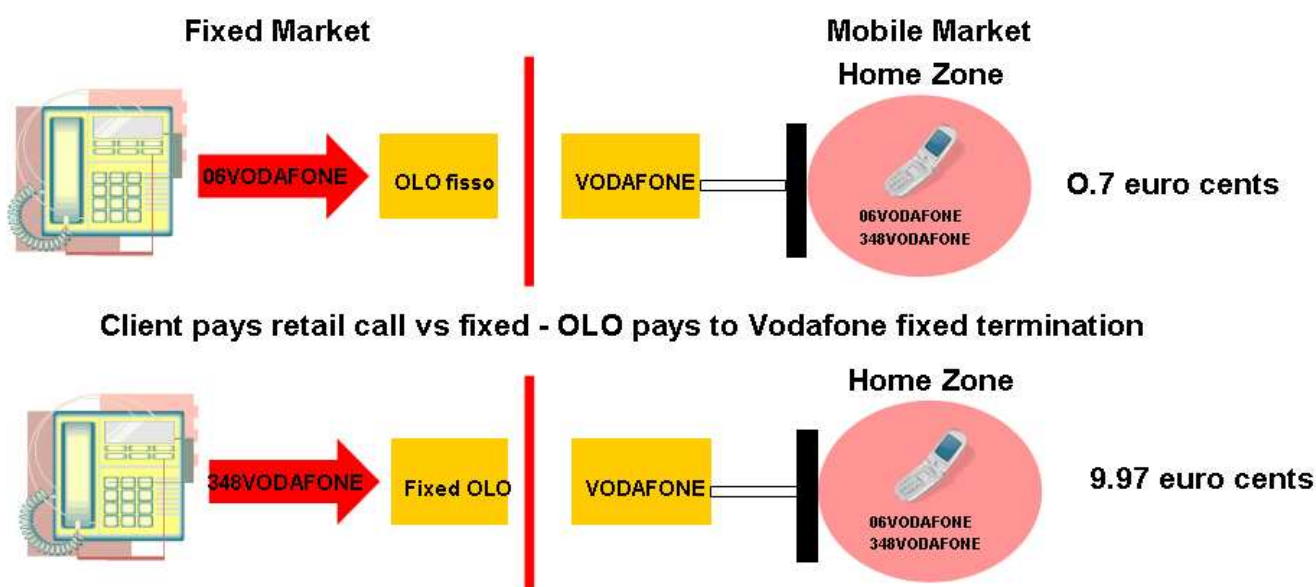 Fixed Market
Mobile Market
Home Zone
06VODAFONE
OLO fisso
VODAFONE
06VODAFONE
348VODAFONE
O.7 euro cents
Client pays retail call vs fixed - OLO pays to Vodafone fixed termination
Home Zone
348VODAFONE
Fixed OLO
VODAFONE
06VODAFONE
348VODAFONE
9.97 euro cents